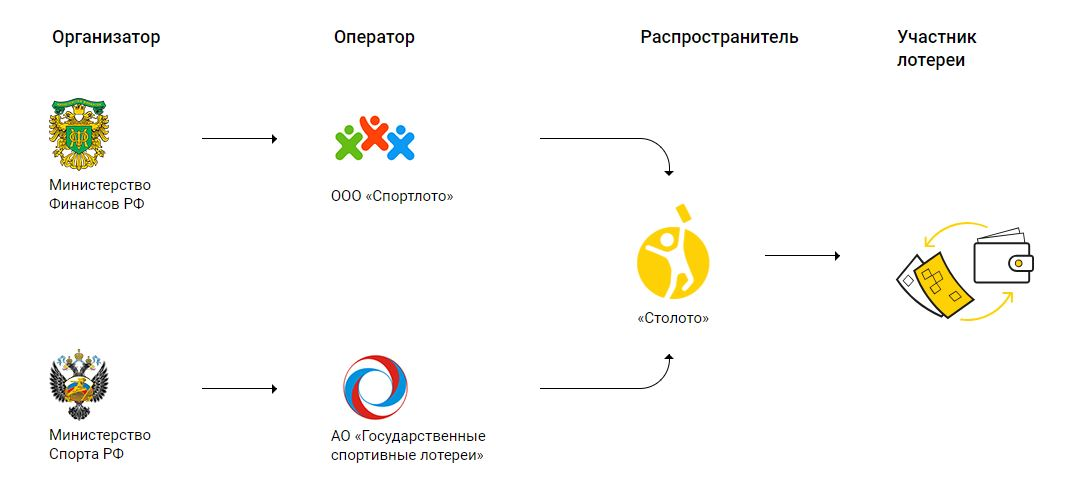 Организатор
Оператор
Распространитель
Участник
лотереи
Министерство
Финансов РФ
ООО «Спортлото»
«Столото»
Министерство
Спорта РФ
АО «Государственные
спортивные лотереи»